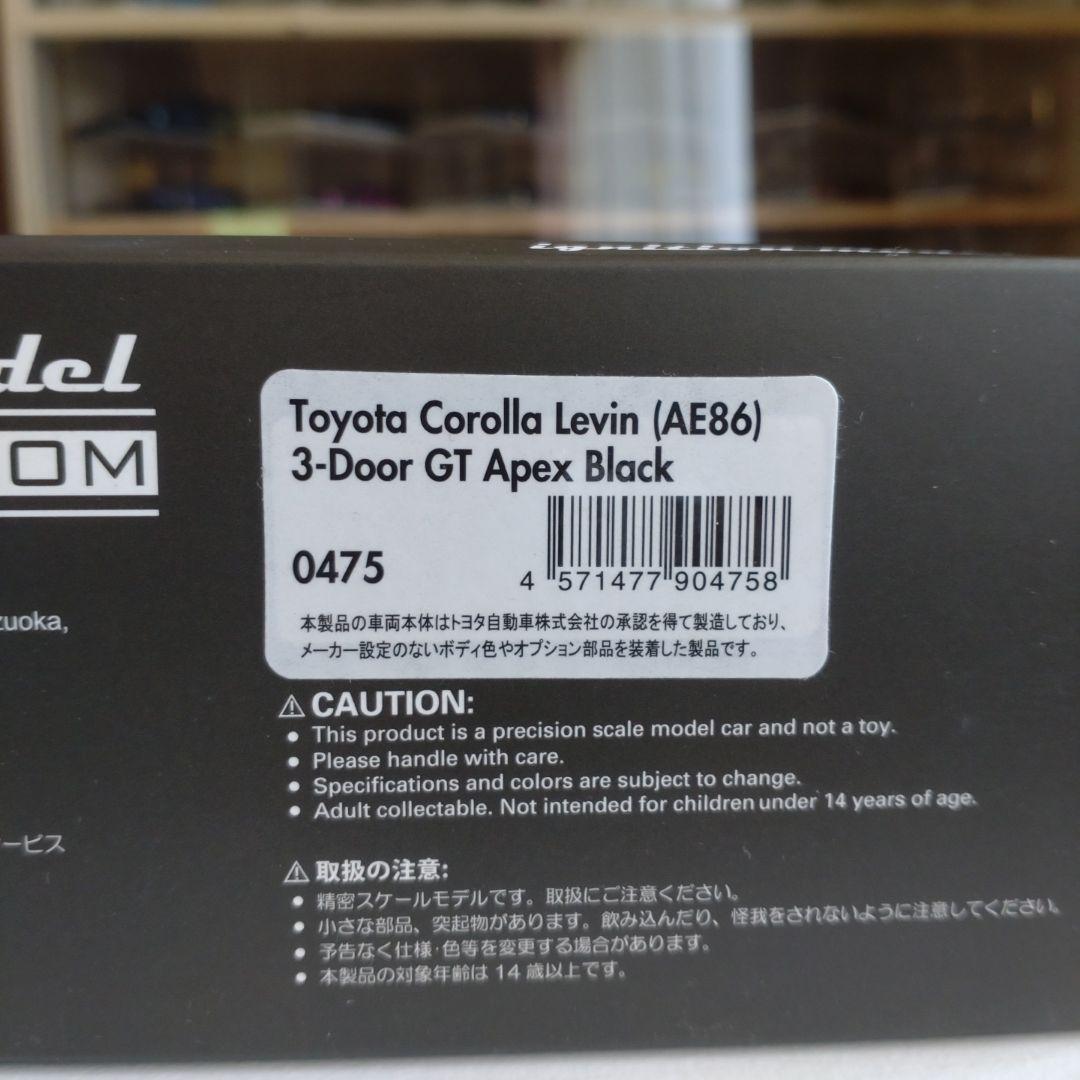 ignition
del
OM
Toyota Corolla Levin (AE86)
3-Door GT Apex Black
0475
4 571477 904758
本製品の車両本体はトヨタ自動車株式会社の承認を得て製造しており、
メーカー設定のないボディ色やオプション部品を装着した製品です。
zuoka,
ービス
⚠ CAUTION:
• This product is a precision scale model car and not a toy.
• Please handle with care.
• Specifications and colors are subject to change.
• Adult collectable. Not intended for children under 14 years of age.
⚠ 取扱の注意:
• 精密スケールモデルです。取扱にご注意ください。
• 小さな部品、突起物があります。飲み込んだり、怪我をされないように注意してください。
• 予告なく仕様・色等を変更する場合があります。
• 本製品の対象年齢は 14 歳以上です。